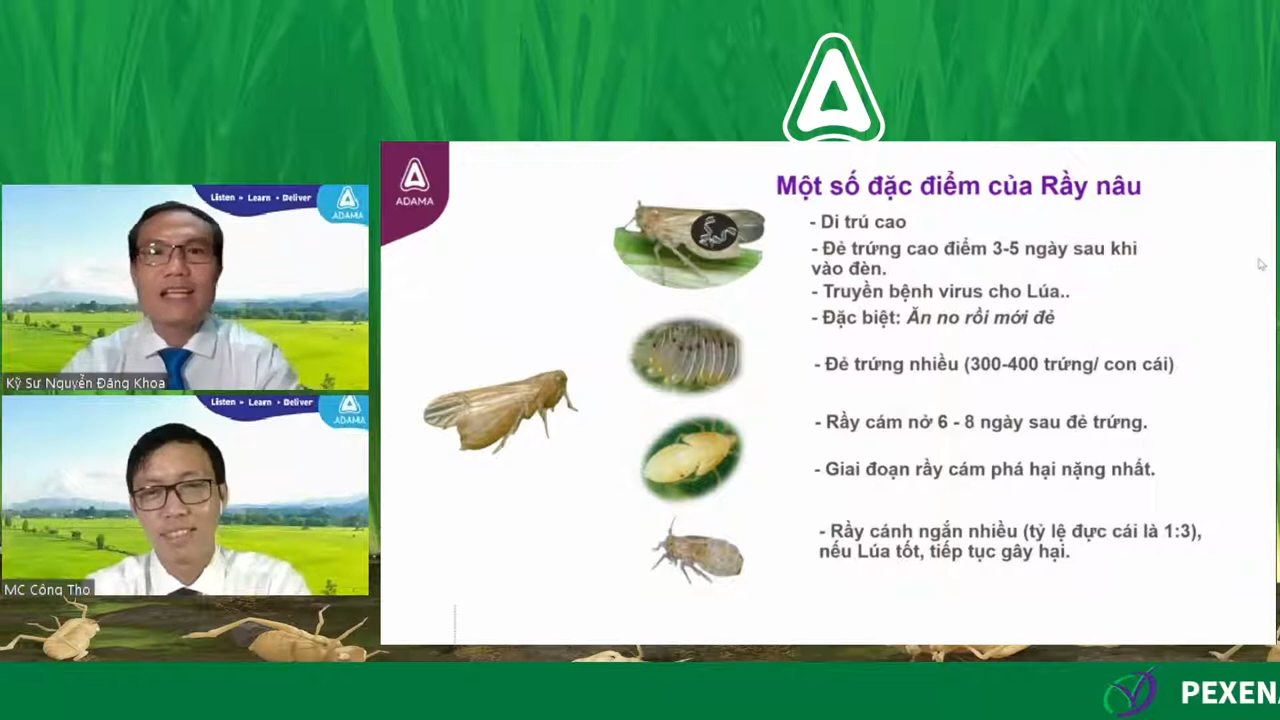 Listen • Learn • Deliver
ADAMA
Kỹ Sư Nguyễn Đăng Khoa
Listen • Learn • Deliver
ADAMA
MC Công Thọ
ADAMA
Một số đặc điểm của Rầy nâu
- Di trú cao
- Đẻ trứng cao điểm 3-5 ngày sau khi
vào đèn.
- Truyền bệnh virus cho Lúa..
- Đặc biệt: Ăn no rồi mới đẻ
- Đẻ trứng nhiều (300-400 trứng/ con cái)
- Rầy cám nở 6 - 8 ngày sau đẻ trứng.
- Giai đoạn rầy cám phá hại nặng nhất.
- Rầy cánh ngắn nhiều (tỷ lệ đực cái là 1:3),
nếu Lúa tốt, tiếp tục gây hại.
PEXENA